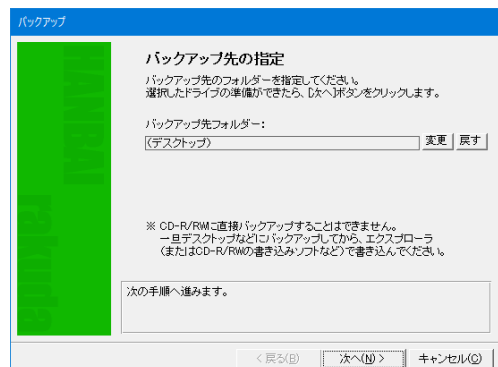 バックアップ
HANBAI
rakuda
バックアップ先の指定
バックアップ先のフォルダーを指定してください。
選択したドライブの準備ができたら、[次へ]ボタンをクリックします。
バックアップ先フォルダー:
(デスクトップ)
変更
戻す
※ CD-R/RWに直接バックアップすることはできません。
一旦デスクトップなどにバックアップしてから、エクスプローラ
(またはCD-R/RWの書き込みソフトなど)で書き込んでください。
次の手順へ進みます。
< 戻る(B)
次へ(N) >
キャンセル(C)